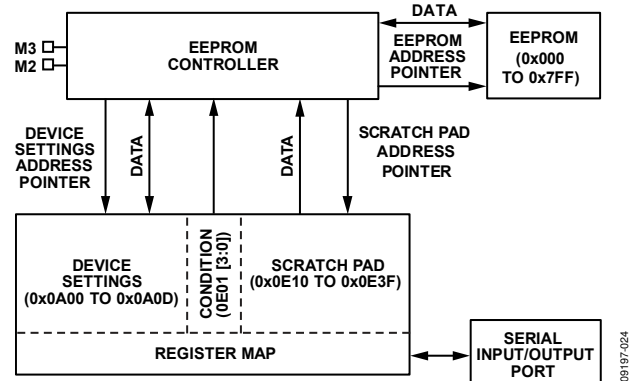 M3
M2
EEPROM
CONTROLLER
DATA
EEPROM
ADDRESS
POINTER
EEPROM
(0x000
TO 0x7FF)
DEVICE
SETTINGS
ADDRESS
POINTER
DATA
DATA
SCRATCH PAD
ADDRESS
POINTER
DEVICE
SETTINGS
(0x0A00 TO 0x0A0D)
CONDITION
(0E01 [3:0])
SCRATCH PAD
(0x0E10 TO 0x0E3F)
REGISTER MAP
SERIAL
INPUT/OUTPUT
PORT
09197-024